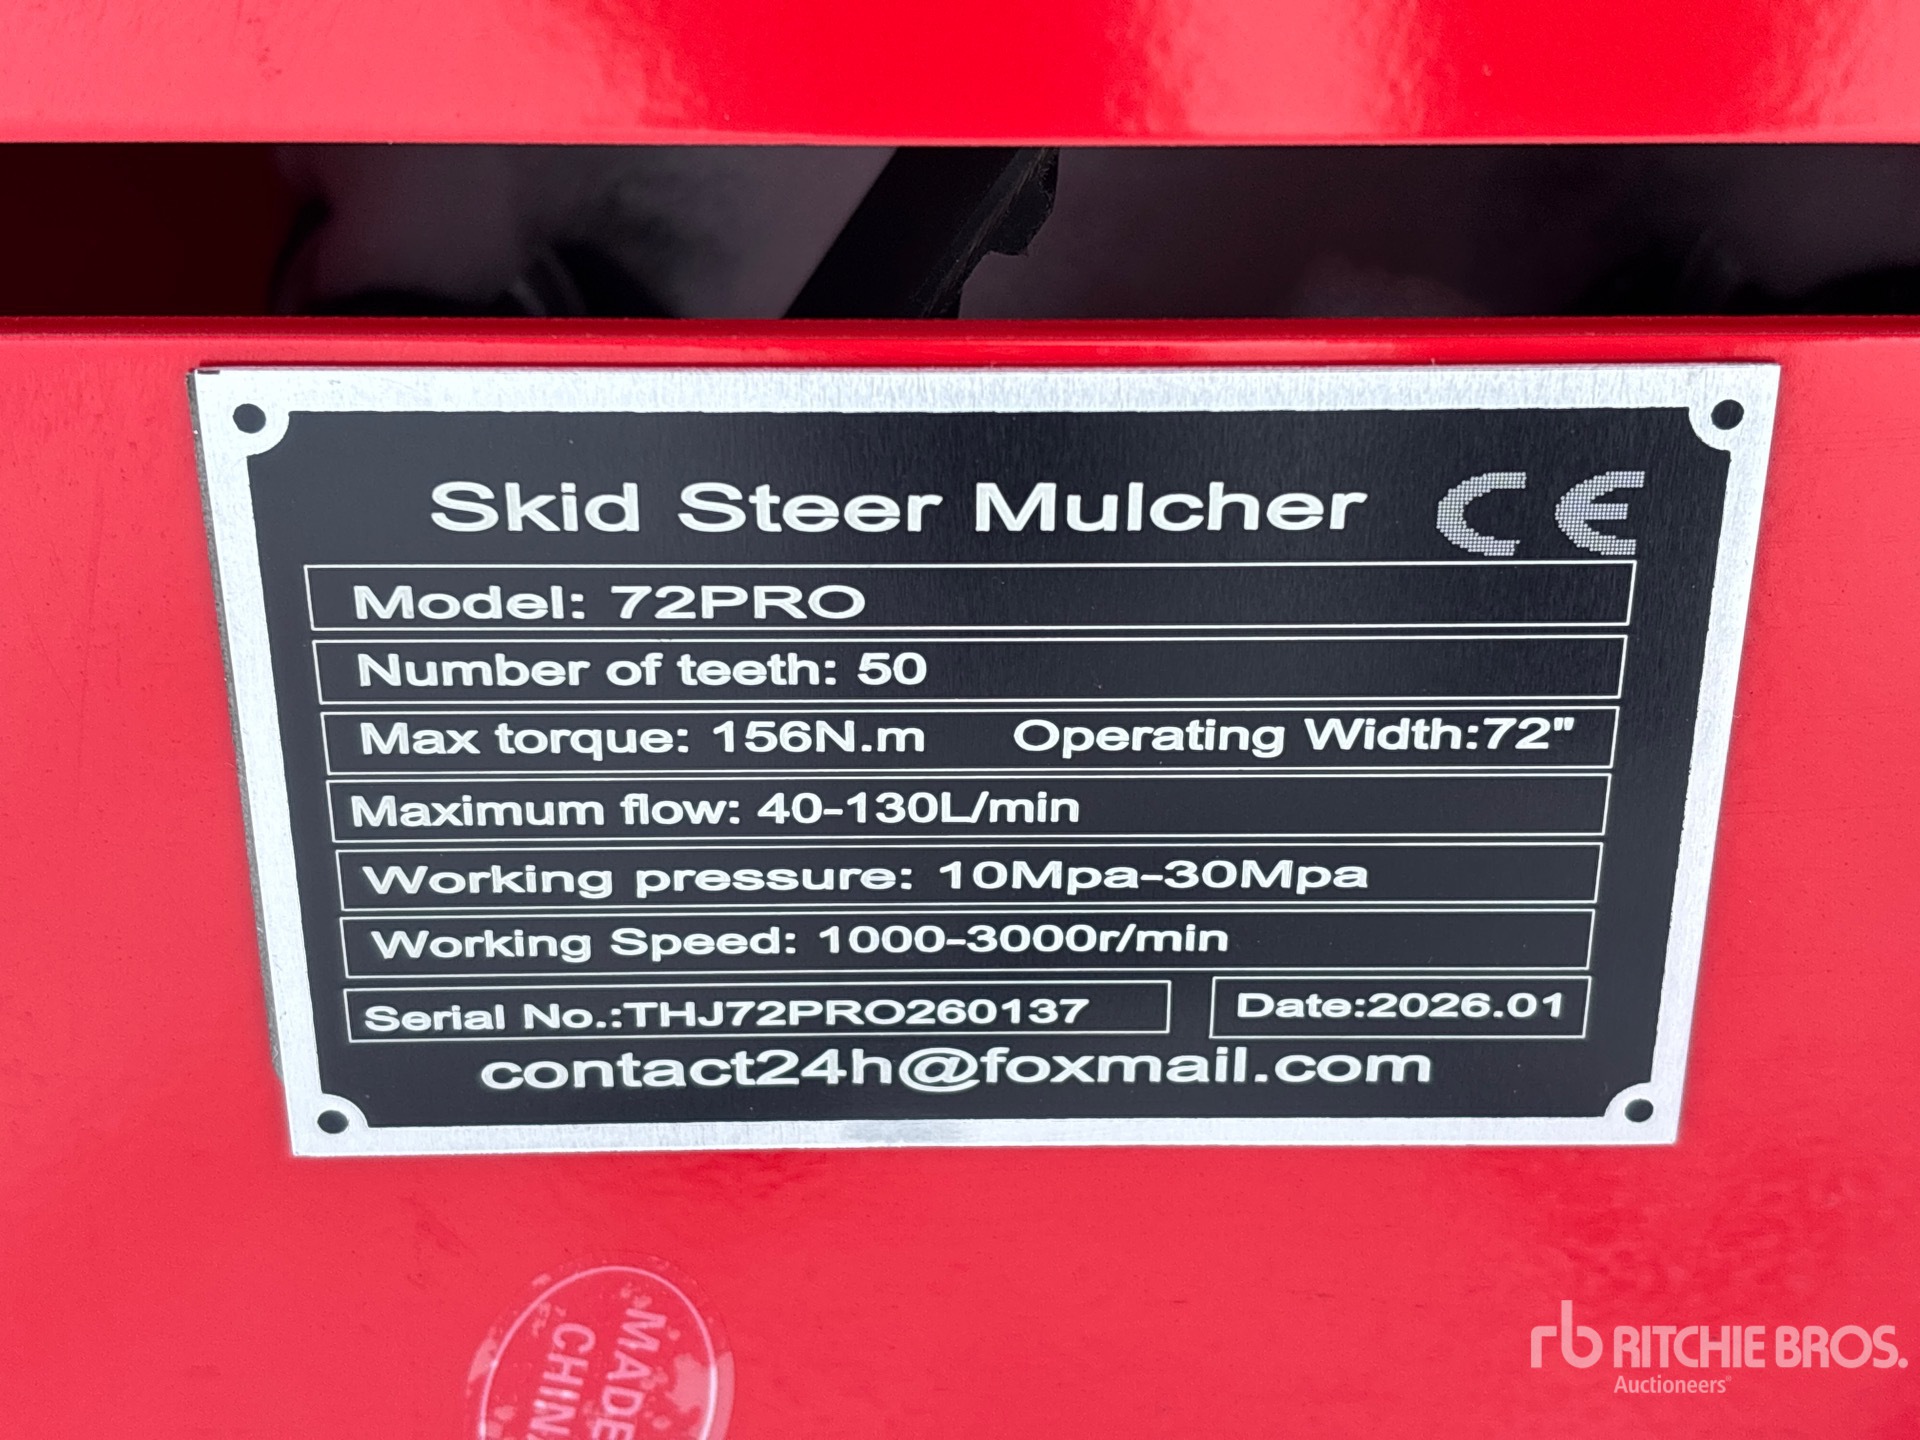 Skid Steer Mulcher CE
Model: 72PRO
Number of teeth: 50
Max torque: 156N.m Operating Width:72"
Maximum flow: 40-130L/min
Working pressure: 10Mpa-30Mpa
Working Speed: 1000-3000r/min
Serial No.:THJ72PRO260137 Date:2026.01
contact24h@foxmail.com
MADE
CHINA
rb RITCHIE BROS.
Auctioneers